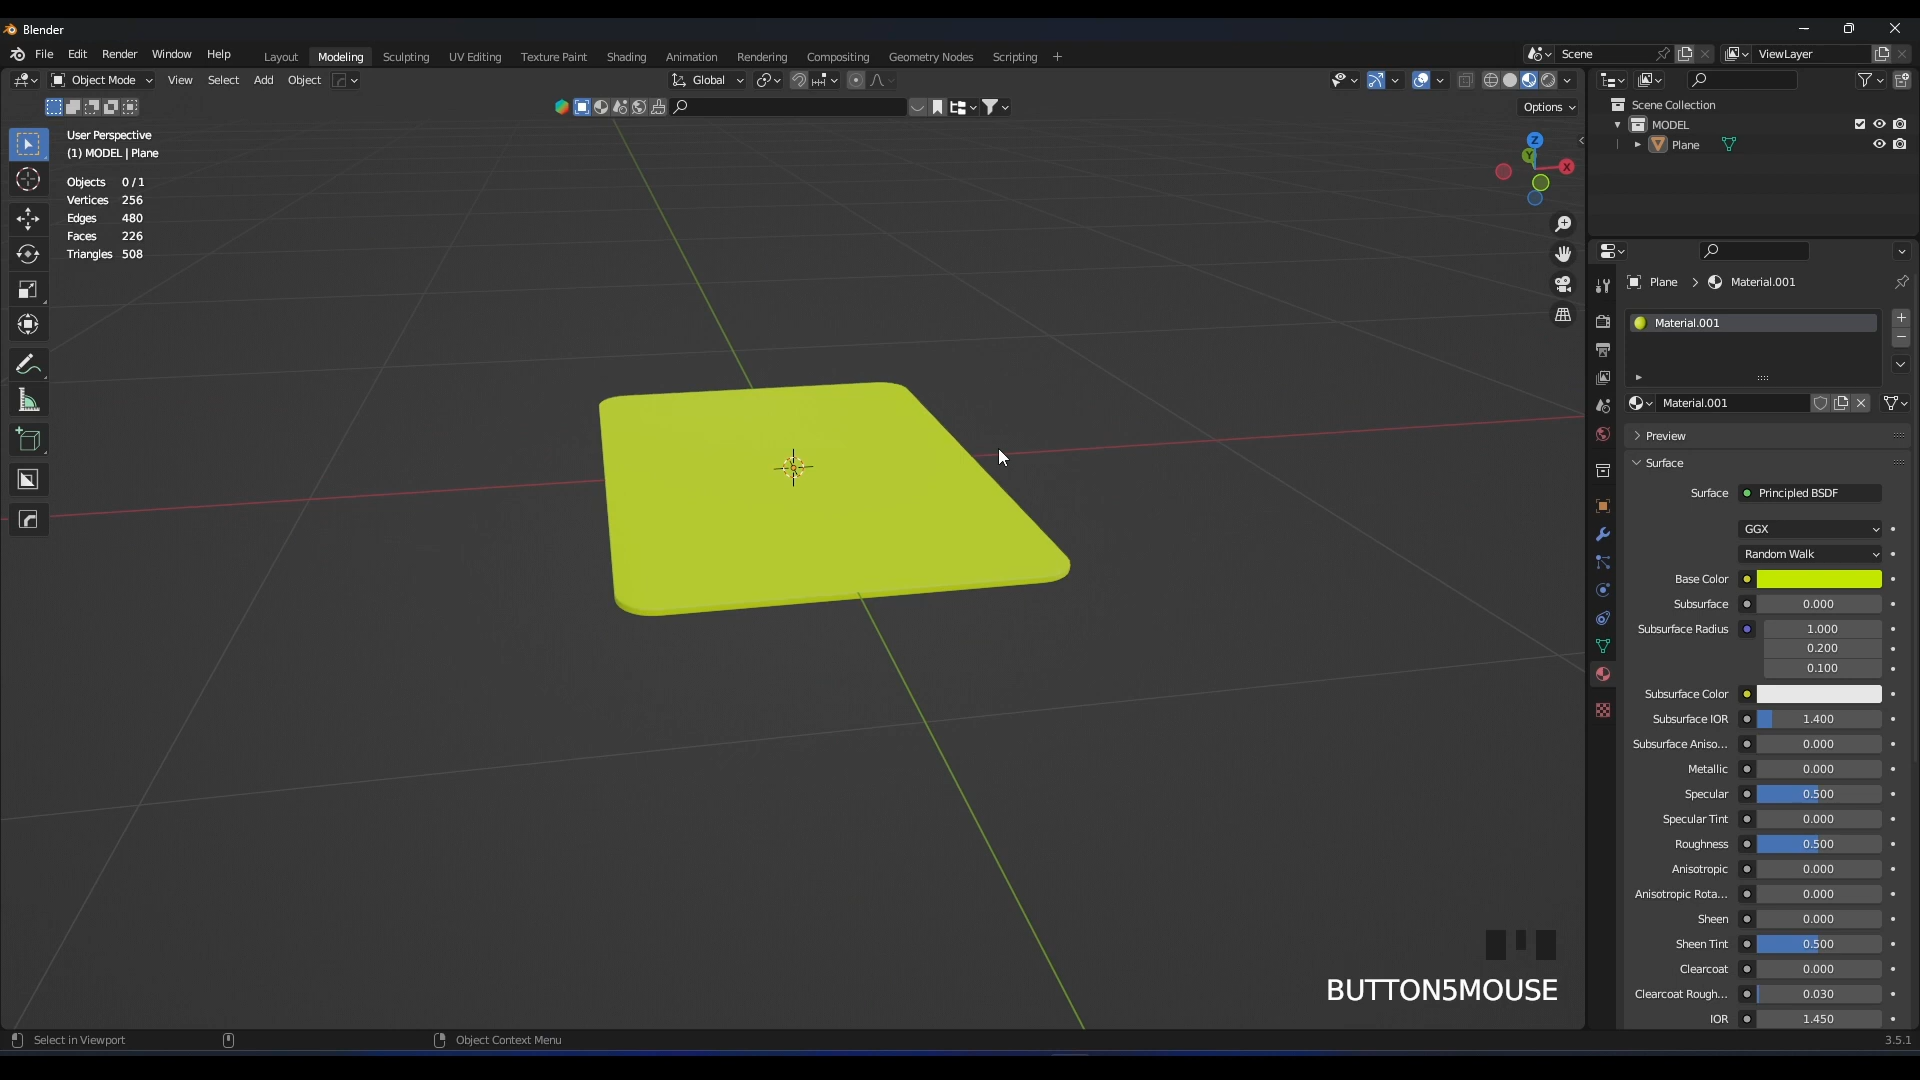 Blender
File Edit Render Window Help
Layout Modeling Sculpting UV Editing Texture Paint Shading Animation Rendering Compositing Geometry Nodes Scripting +
Scene
ViewLayer
Object Mode View Select Add Object
Global
Options
User Perspective
(1) MODEL | Plane
Objects 0/1
Vertices 256
Edges 480
Faces 226
Triangles 508
Z
Y
X
Scene Collection
MODEL
Plane
Plane > Material.001
Material.001
Material.001
Preview
Surface
Surface Principled BSDF
GGX
Random Walk
Base Color
Subsurface 0.000
Subsurface Radius 1.000
0.200
0.100
Subsurface Color
Subsurface IOR 1.400
Subsurface Aniso... 0.000
Metallic 0.000
Specular 0.500
Specular Tint 0.000
Roughness 0.500
Anisotropic 0.000
Anisotropic Rota... 0.000
Sheen 0.000
Sheen Tint 0.500
Clearcoat 0.000
Clearcoat Rough... 0.030
IOR 1.450
BUTTON5MOUSE
Select in Viewport
Object Context Menu
3.5.1